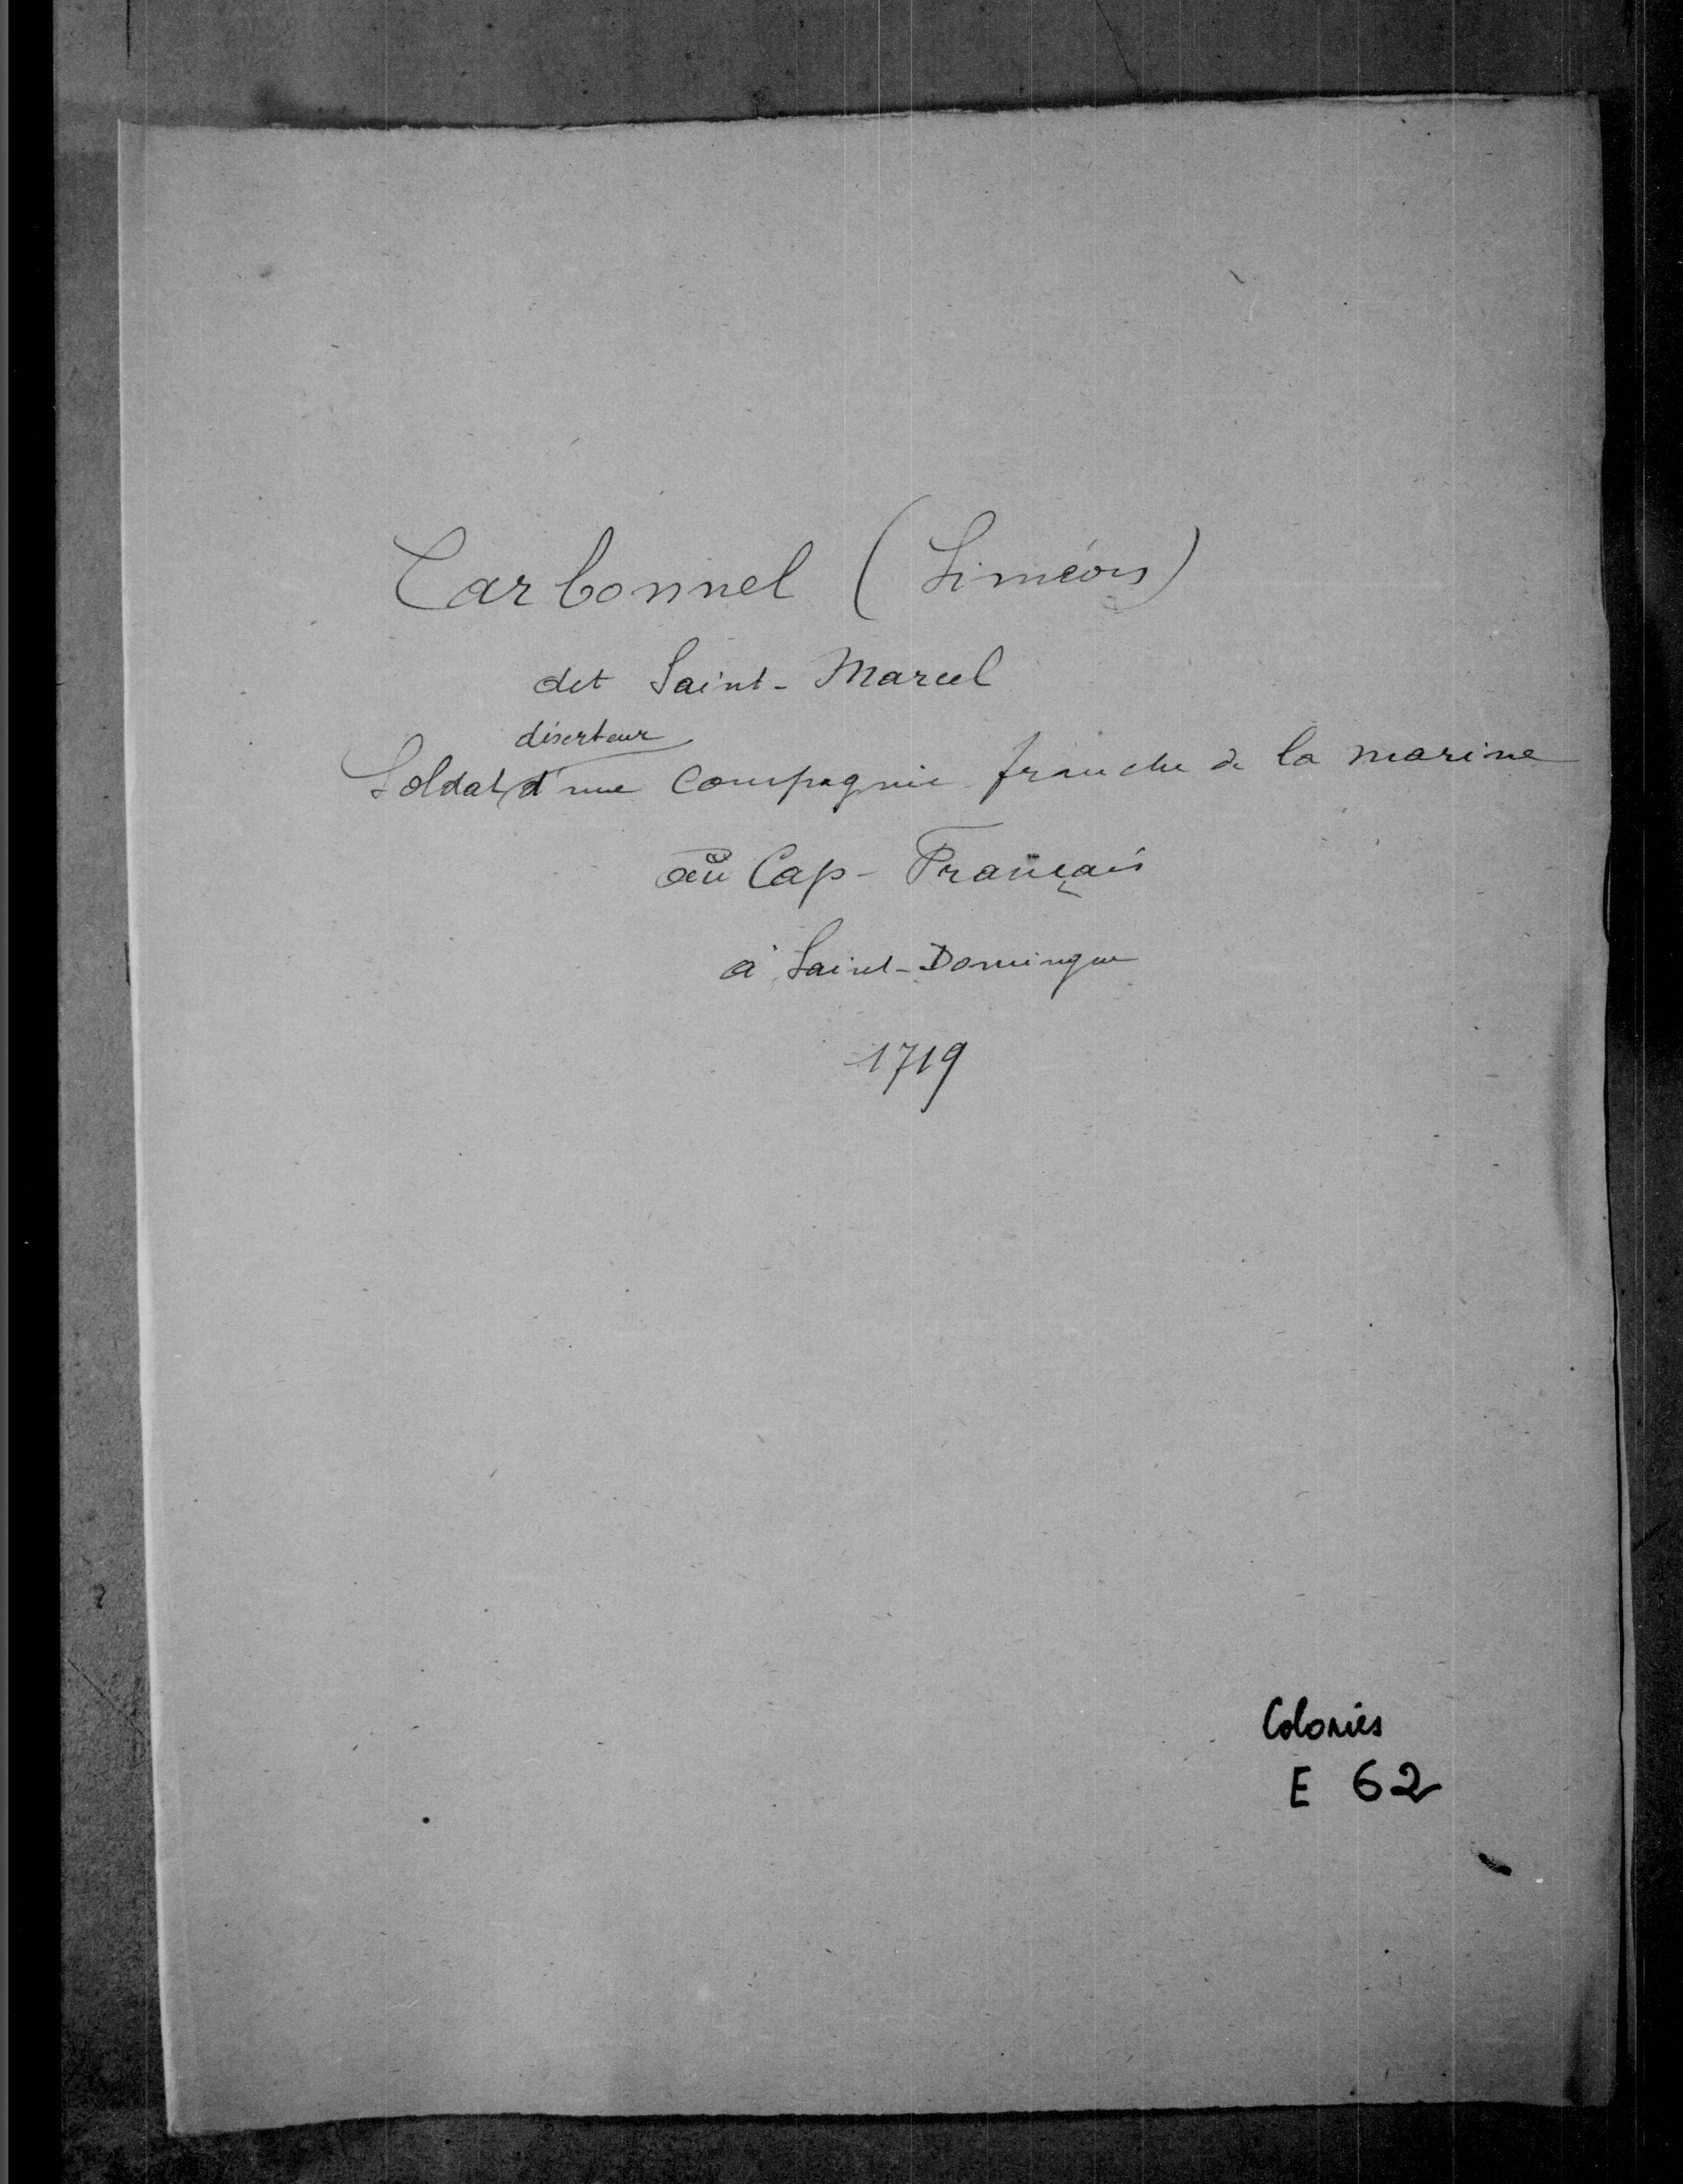 Carbonnel (Siméon)
dit Saint-Marcel
déserteur
Soldat d'une Compagnie franche de la marine
au Cap-Français
à Saint-Domingue
1719
Colonies
E 62